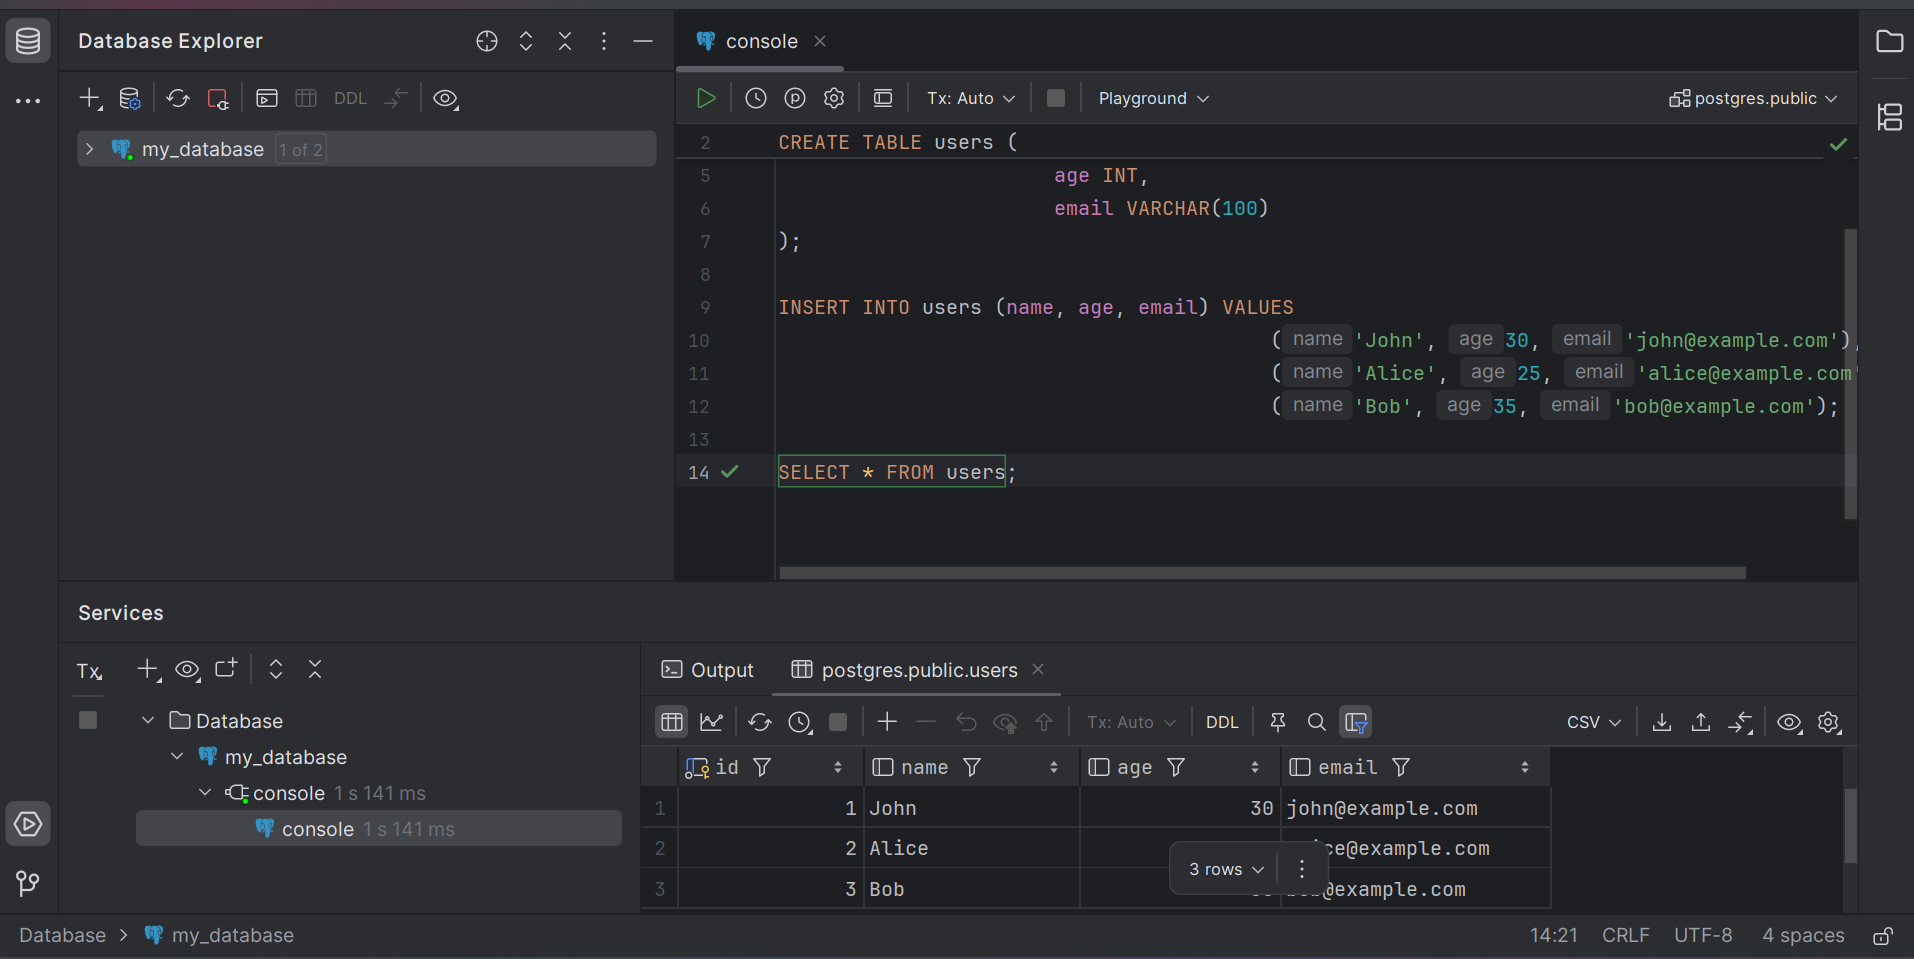 Database Explorer
console
DDL
Tx: Auto
Playground
postgres.public
my_database 1 of 2
2 CREATE TABLE users (
5 age INT,
6 email VARCHAR(100)
7 );
8
9 INSERT INTO users (name, age, email) VALUES
10 ( name 'John', age 30, email 'john@example.com'),
11 ( name 'Alice', age 25, email 'alice@example.com'
12 ( name 'Bob', age 35, email 'bob@example.com');
13
14 SELECT * FROM users;
Services
Tx
Output
postgres.public.users
Database
my_database
console 1 s 141 ms
console 1 s 141 ms
Tx: Auto
DDL
CSV
id name age email
1 1 John 30 john@example.com
2 2 Alice ce@example.com
3 3 Bob @example.com
3 rows
Database my_database
14:21 CRLF UTF-8 4 spaces